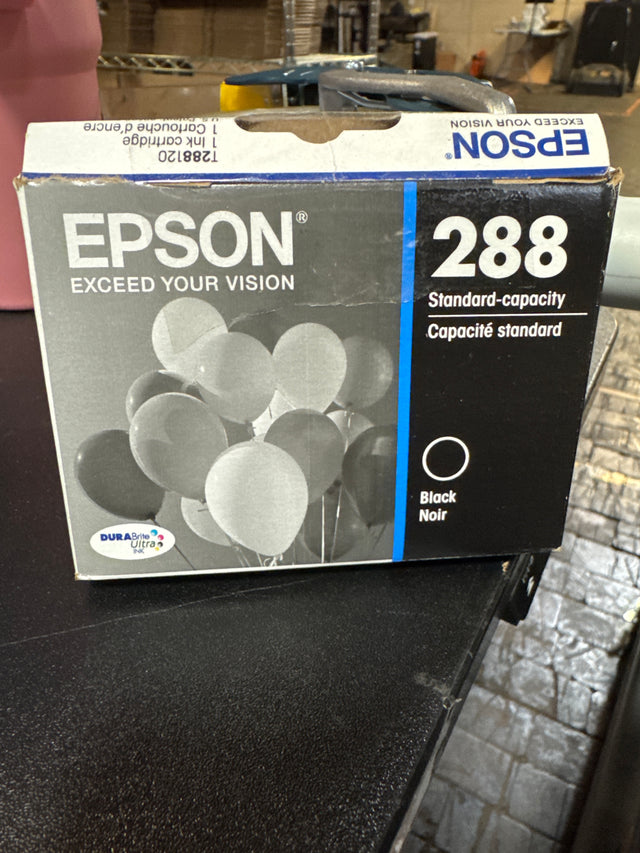 EPSON®
EXCEED YOUR VISION
T288120
1 Ink cartridge
1 Cartouche d'encre
EPSON®
EXCEED YOUR VISION
288
Standard-capacity
Capacité standard
Black
Noir
DURABrite
Ultra
INK